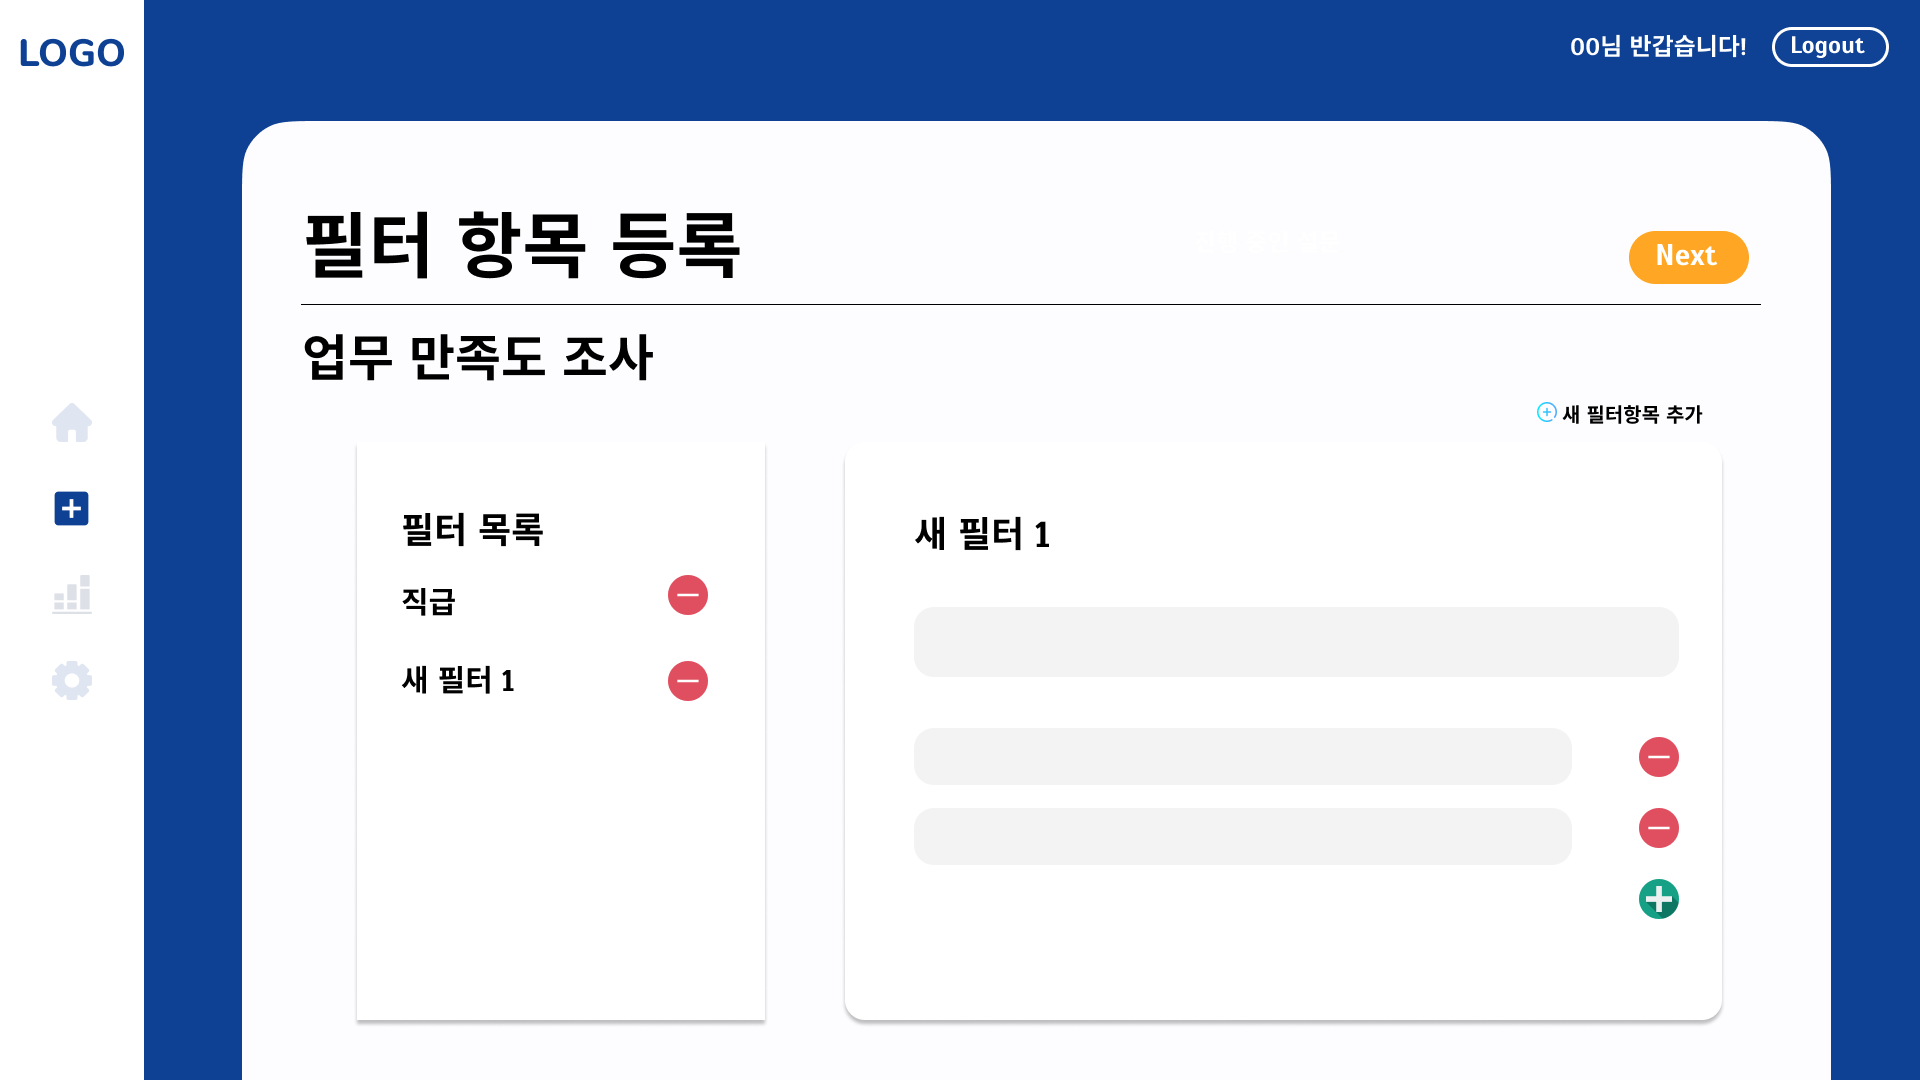 LOGO
00님 반갑습니다!
Logout
필터 항목 등록
Next
업무 만족도 조사
새 필터항목 추가
필터 목록
직급
새 필터 1
새 필터 1